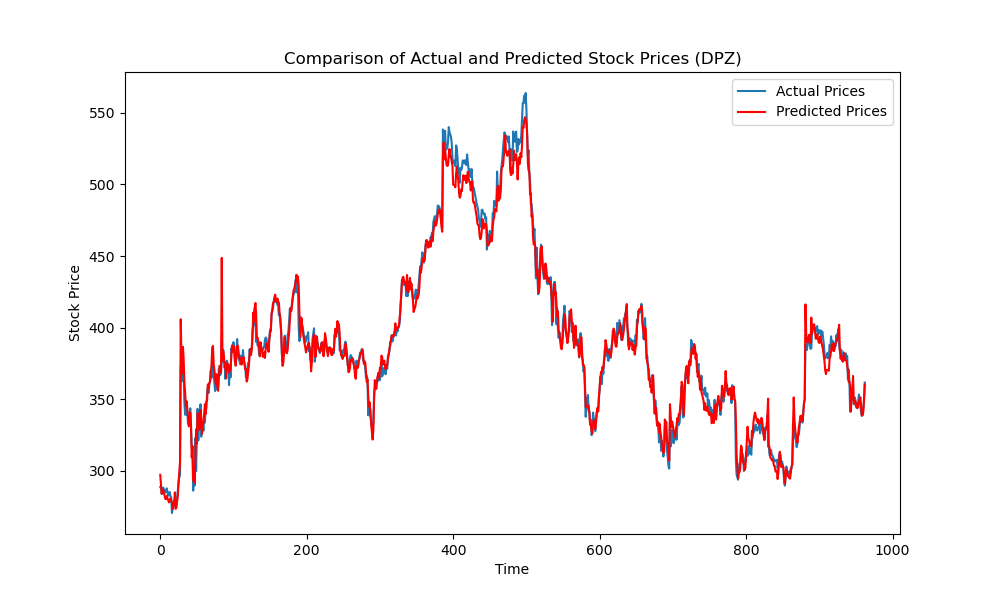 Comparison of Actual and Predicted Stock Prices (DPZ)
Actual Prices
Predicted Prices
Stock Price
550
500
450
400
350
300
0 200 400 600 800 1000
Time